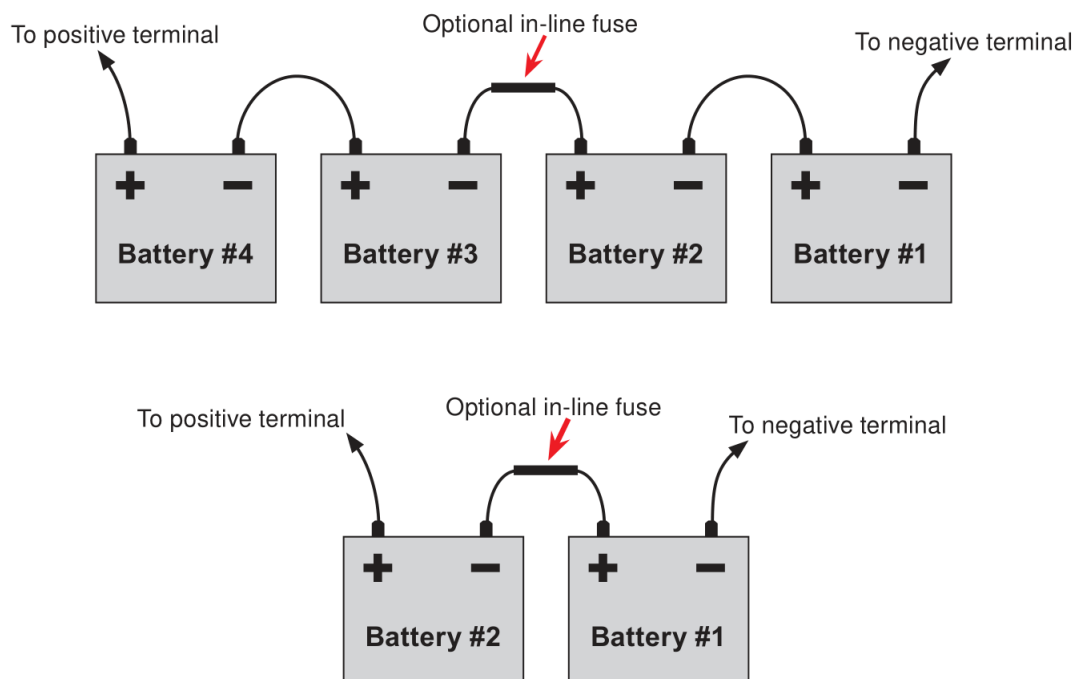 Optional in-line fuse
To positive terminal
To negative terminal
+ − + − + − + −
Battery #4 Battery #3 Battery #2 Battery #1
Optional in-line fuse
To positive terminal
To negative terminal
+ − + −
Battery #2 Battery #1